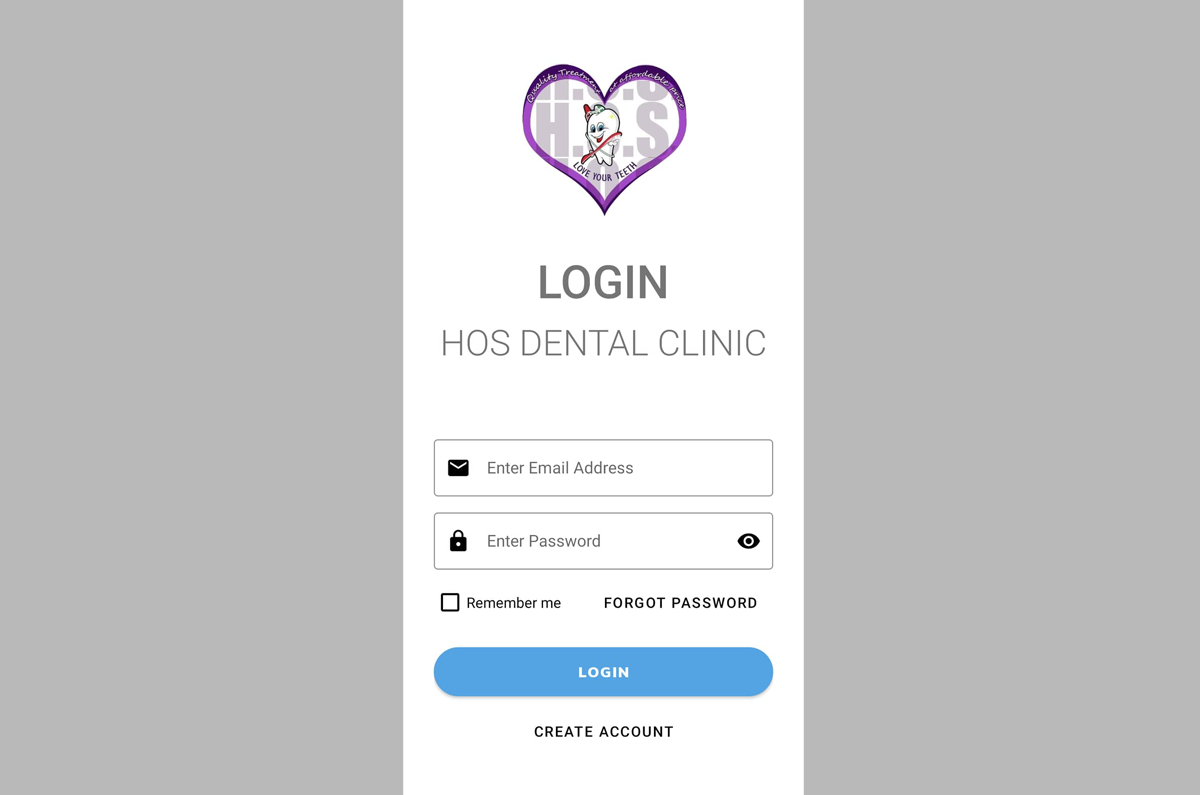 Quality Treatment at affordable price
H.O.S
LOVE YOUR TEETH
LOGIN
HOS DENTAL CLINIC
Enter Email Address
Enter Password
Remember me FORGOT PASSWORD
LOGIN
CREATE ACCOUNT